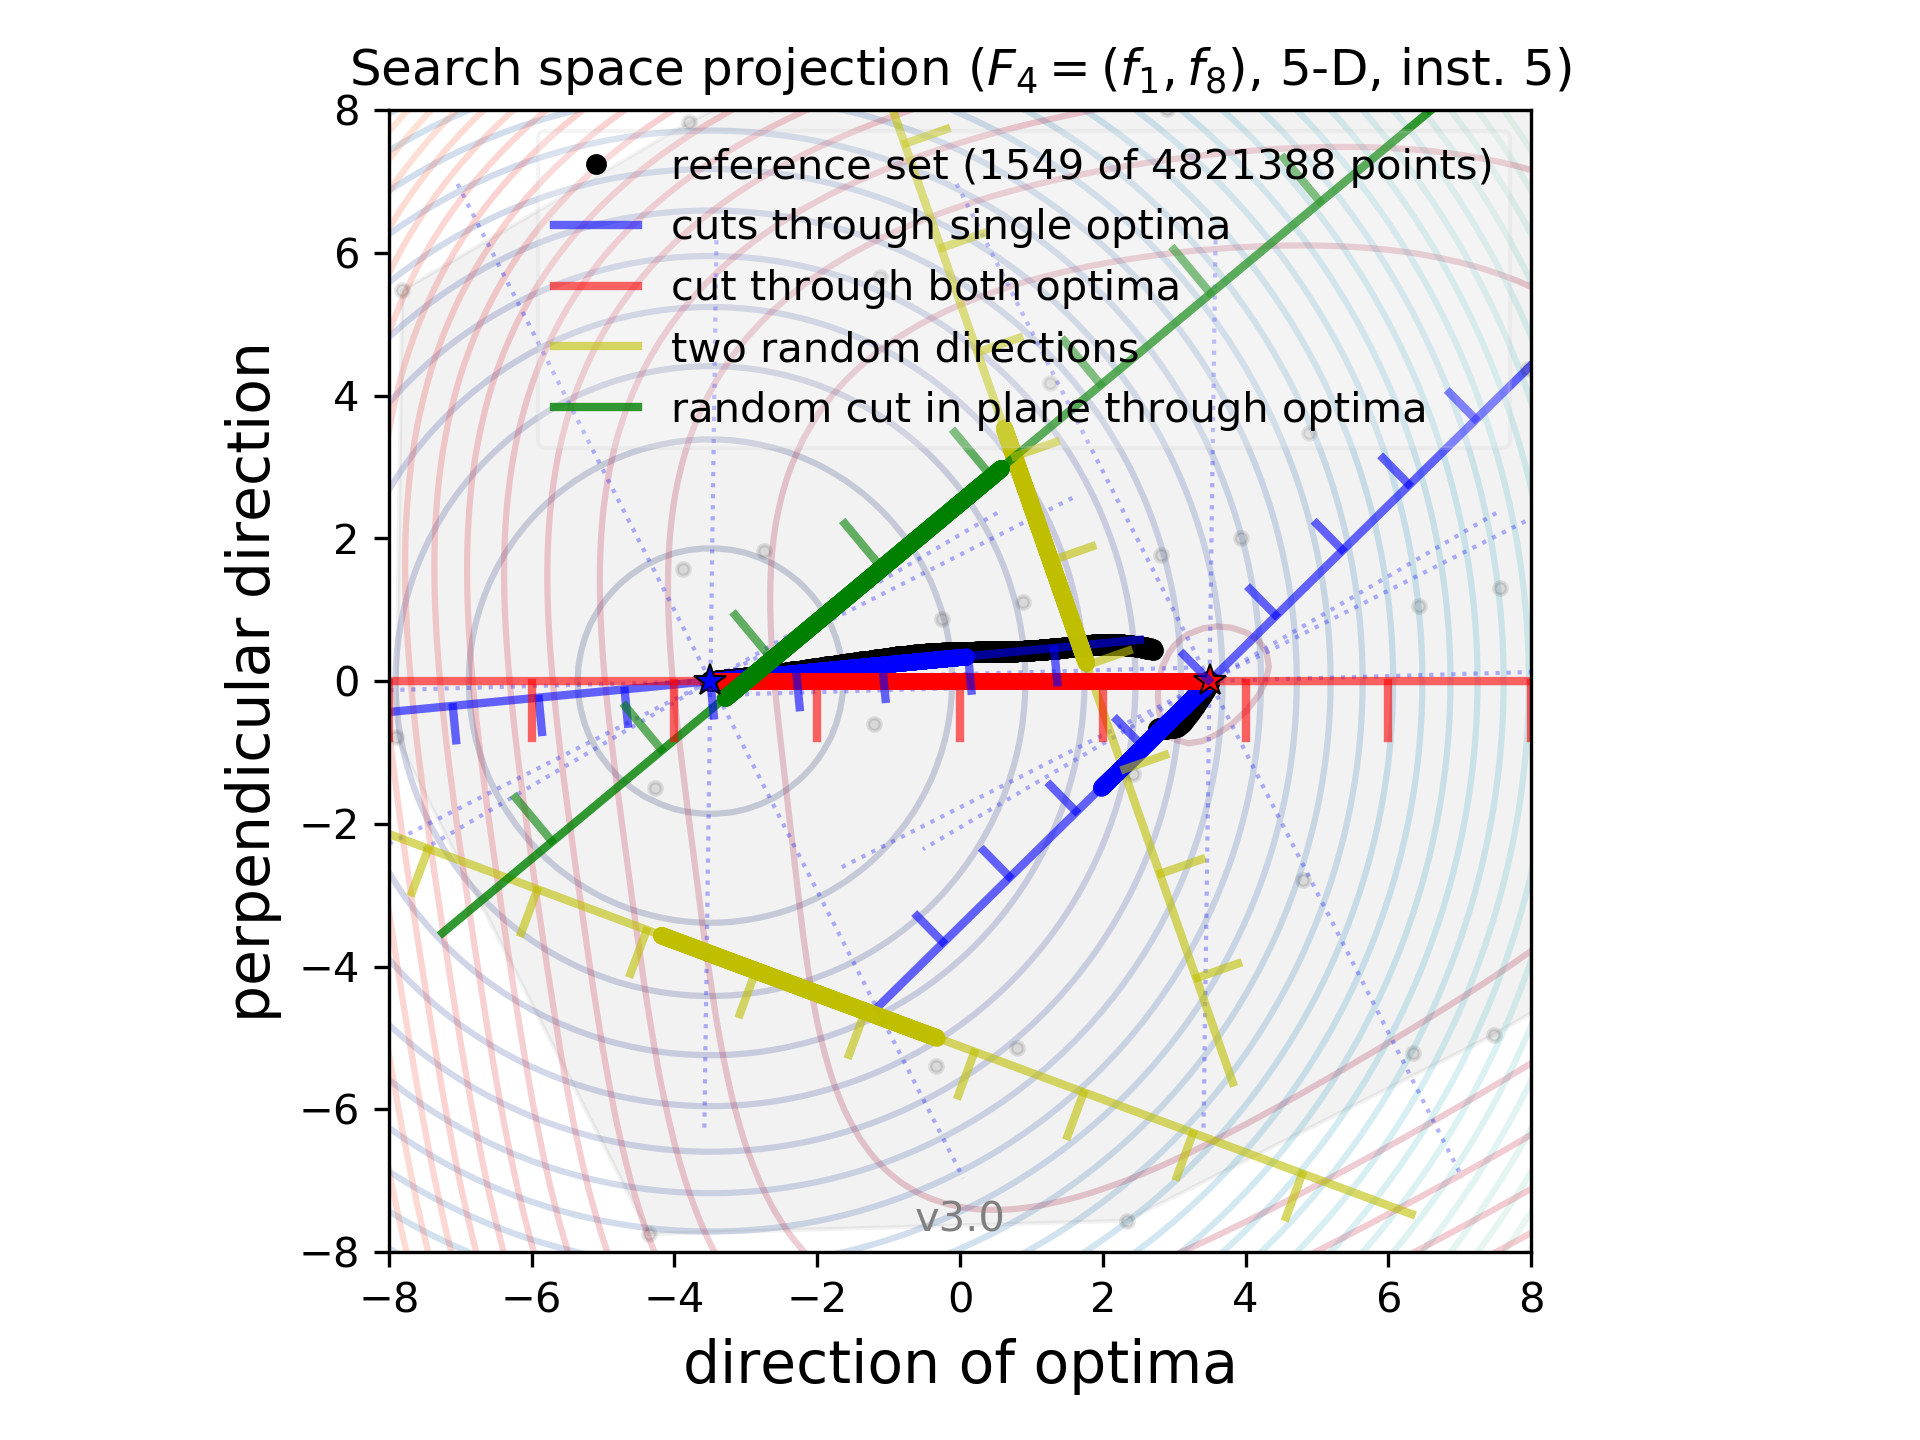 Search space projection (F₄ = (f₁, f₈), 5-D, inst. 5)
reference set (1549 of 4821388 points)
cuts through single optima
cut through both optima
two random directions
random cut in plane through optima
8
6
4
2
0
−2
−4
−6
−8
perpendicular direction
v3.0
−8 −6 −4 −2 0 2 4 6 8
direction of optima